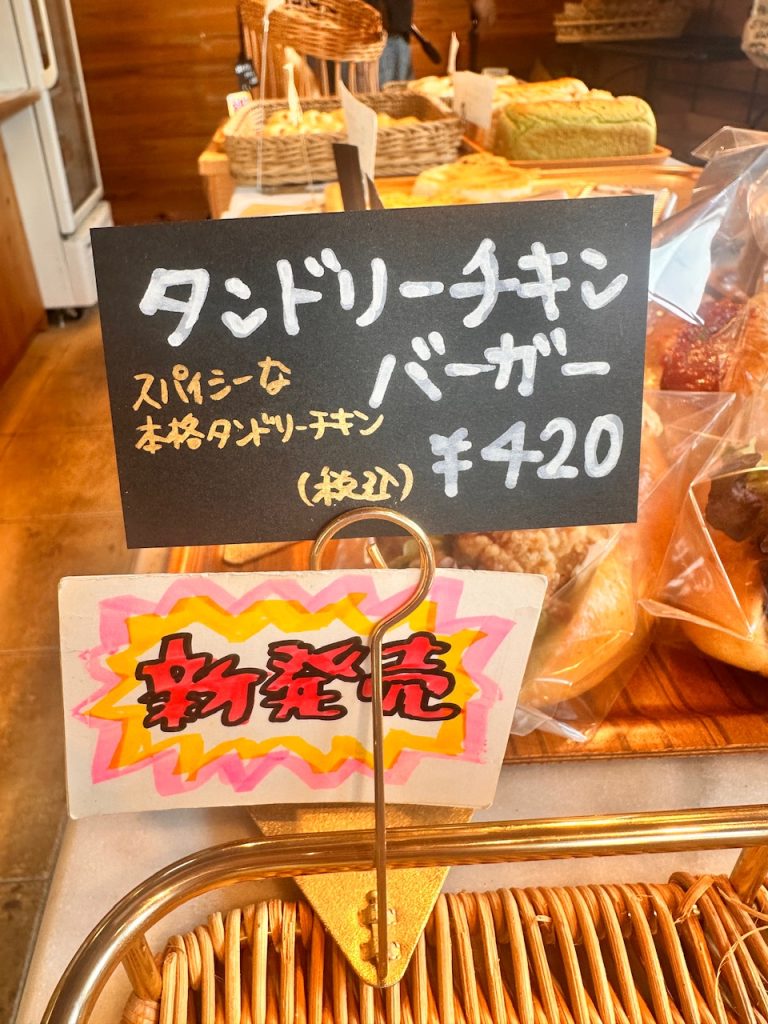 タンドリーチキン
バーガー
スパイシーな
本格タンドリーチキン
(税込) ¥420
新発売